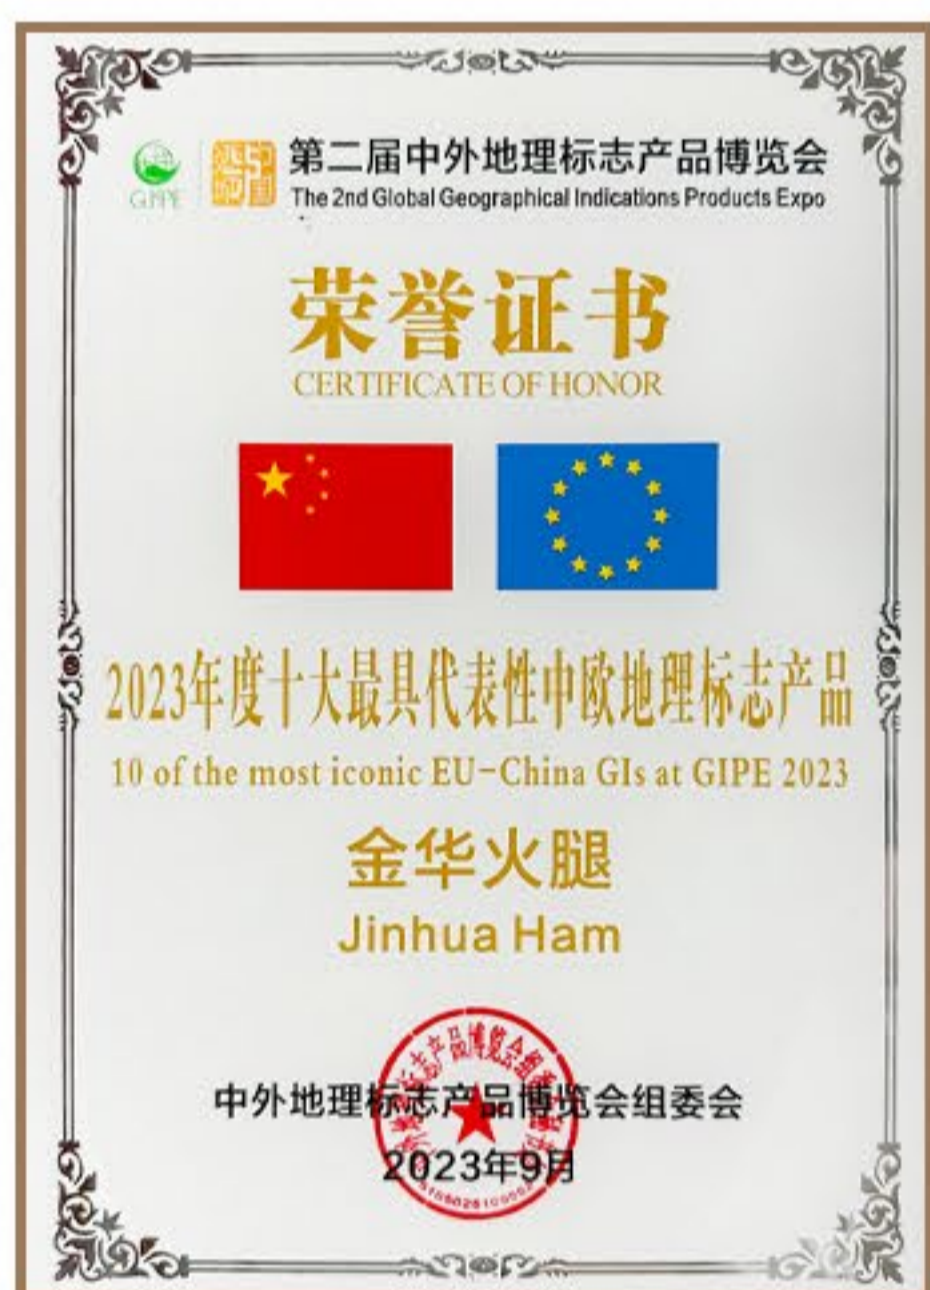 GIPE
第二届中外地理标志产品博览会
The 2nd Global Geographical Indications Products Expo
荣誉证书
CERTIFICATE OF HONOR
2023年度十大最具代表性中欧地理标志产品
10 of the most iconic EU-China GIs at GIPE 2023
金华火腿
Jinhua Ham
中外地理标志产品博览会组委会
2023年9月